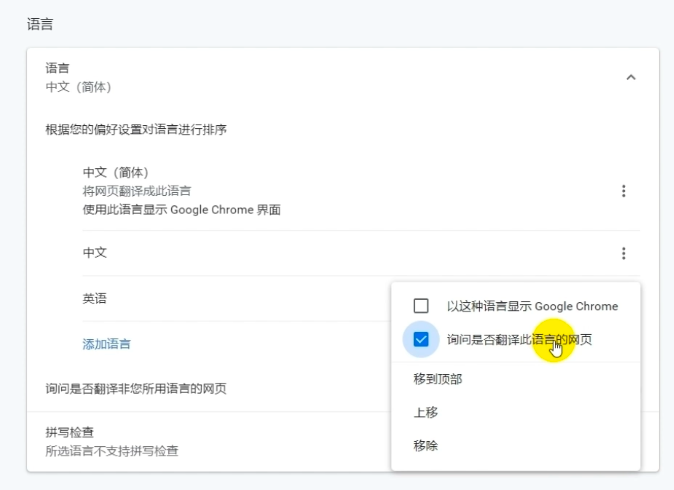 语言
语言
中文（简体）
根据您的偏好设置对语言进行排序
中文（简体）
将网页翻译成此语言
使用此语言显示 Google Chrome 界面
中文
英语
添加语言
以这种语言显示 Google Chrome
询问是否翻译此语言的网页
移到顶部
上移
移除
询问是否翻译非您所用语言的网页
拼写检查
所选语言不支持拼写检查